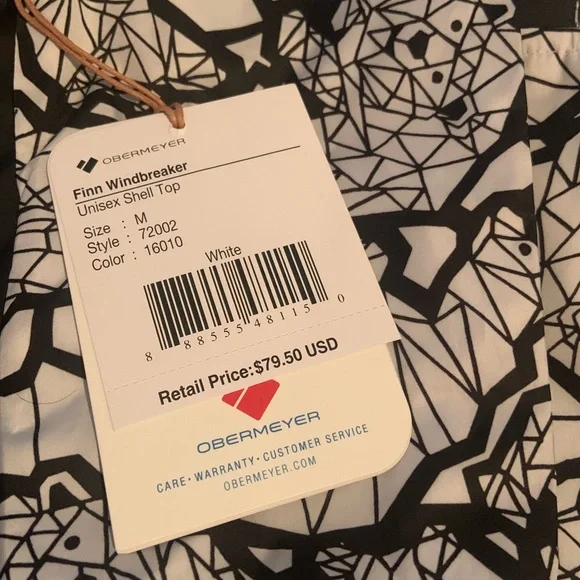 OBERMEYER
Finn Windbreaker
Unisex Shell Top
Size : M
Style : 72002
Color : 16010
White
8 88555 48115 0
Retail Price:$79.50 USD
OBERMEYER
CARE · WARRANTY · CUSTOMER SERVICE
OBERMEYER.COM